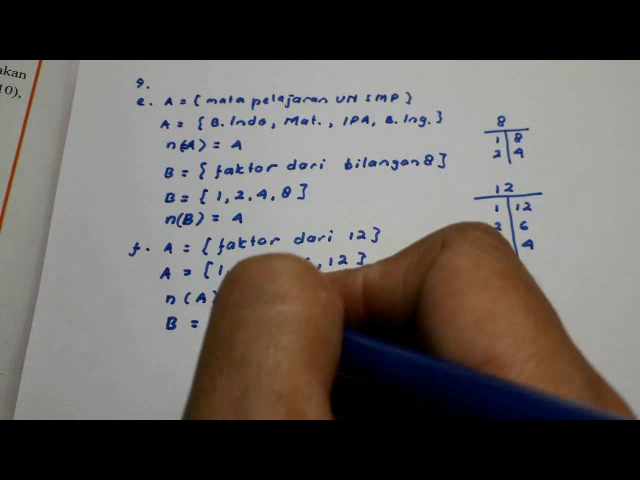 akan
10),
9.
e. A = { mata pelajaran UN SMP }
A = { B. Indo, Mat., IPA, B. Ing. }
n(A) = 4
B = { faktor dari bilangan 8 }
B = { 1, 2, 4, 8 }
n(B) = 4
f. A = { faktor dari 12 }
A = { 1, , 12 }
n(A)
B =
8
1 8
2 4
12
1 12
2 6
4